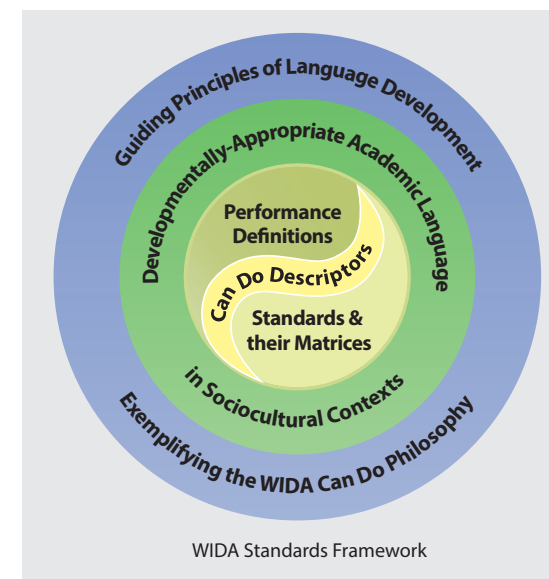 Guiding Principles of Language Development
Developmentally-Appropriate Academic Language
Performance
Definitions
Can Do Descriptors
Standards &
their Matrices
in Sociocultural Contexts
Exemplifying the WIDA Can Do Philosophy
WIDA Standards Framework